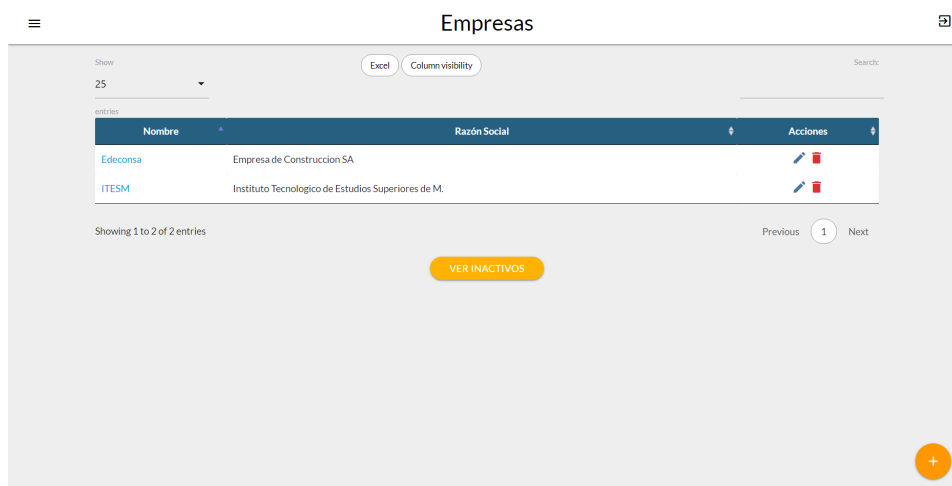 Empresas
Show
25
entries
Excel
Column visibility
Search:
Nombre Razón Social Acciones
Edeconsa Empresa de Construccion SA
ITESM Instituto Tecnologico de Estudios Superiores de M.
Showing 1 to 2 of 2 entries
Previous 1 Next
VER INACTIVOS
+